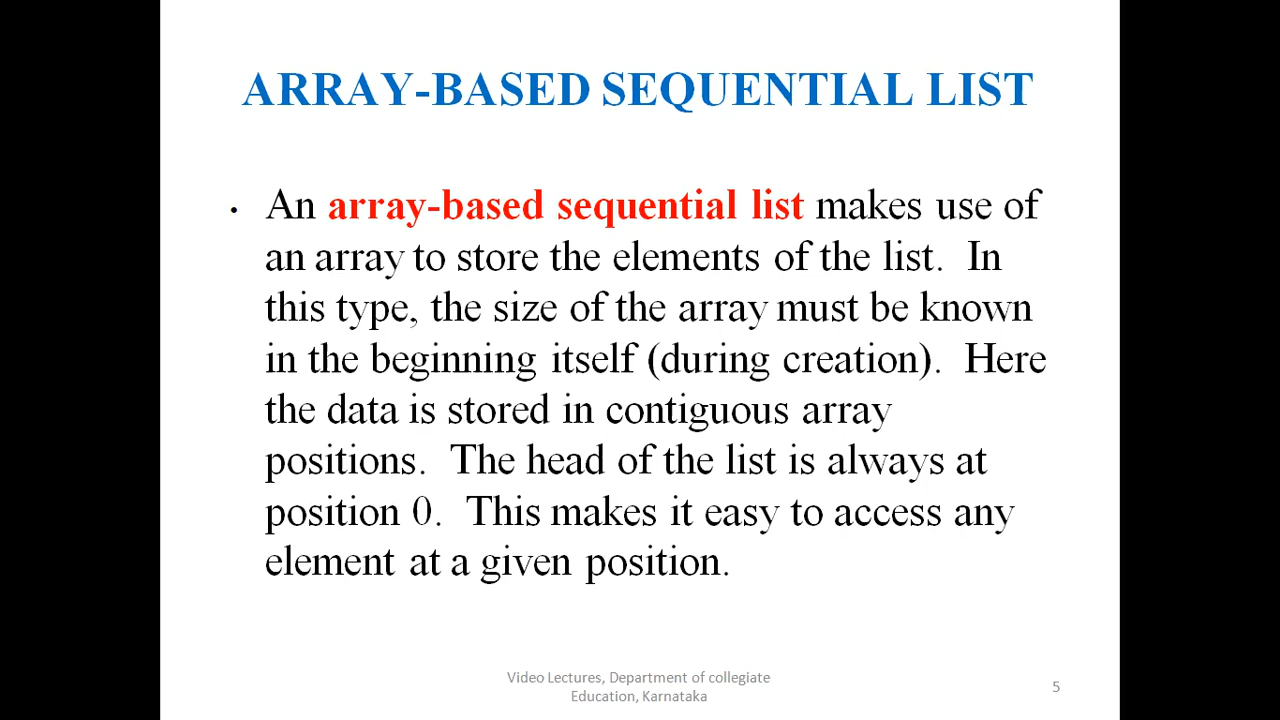 ARRAY-BASED SEQUENTIAL LIST
• An array-based sequential list makes use of
an array to store the elements of the list.  In
this type, the size of the array must be known
in the beginning itself (during creation).  Here
the data is stored in contiguous array
positions.  The head of the list is always at
position 0.  This makes it easy to access any
element at a given position.
Video Lectures, Department of collegiate
Education, Karnataka
5